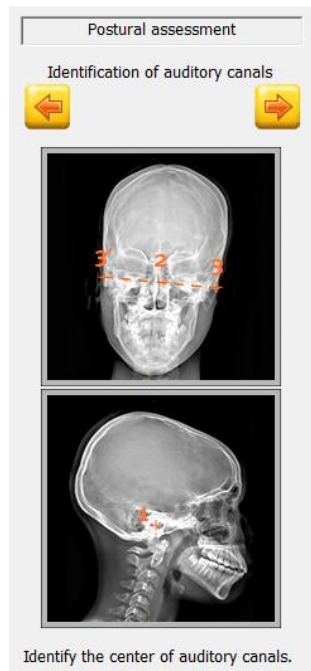 Postural assessment
Identification of auditory canals
3' 2 3
1
Identify the center of auditory canals.